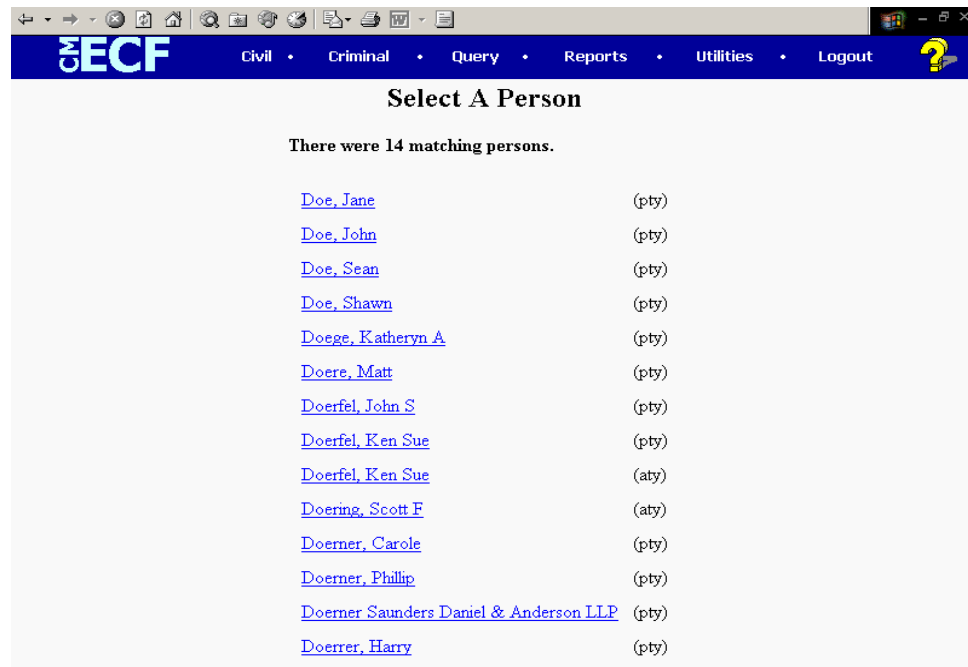 CM ECF Civil • Criminal • Query • Reports • Utilities • Logout ?
Select A Person
There were 14 matching persons.
Doe, Jane (pty)
Doe, John (pty)
Doe, Sean (pty)
Doe, Shawn (pty)
Doege, Katheryn A (pty)
Doere, Matt (pty)
Doerfel, John S (pty)
Doerfel, Ken Sue (pty)
Doerfel, Ken Sue (aty)
Doering, Scott F (aty)
Doerner, Carole (pty)
Doerner, Phillip (pty)
Doerner Saunders Daniel & Anderson LLP (pty)
Doerrer, Harry (pty)